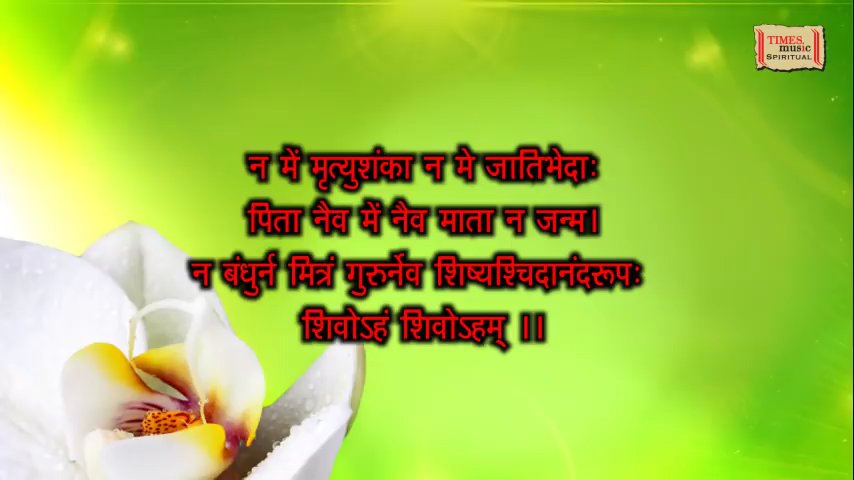 TIMES.
music
SPIRITUAL
न में मृत्युशंका न मे जातिभेदाः
पिता नैव में नैव माता न जन्म।
न बंधुर्न मित्रं गुरुर्नेव शिष्यश्चिदानंदरूपः
शिवोऽहं शिवोऽहम् ।।